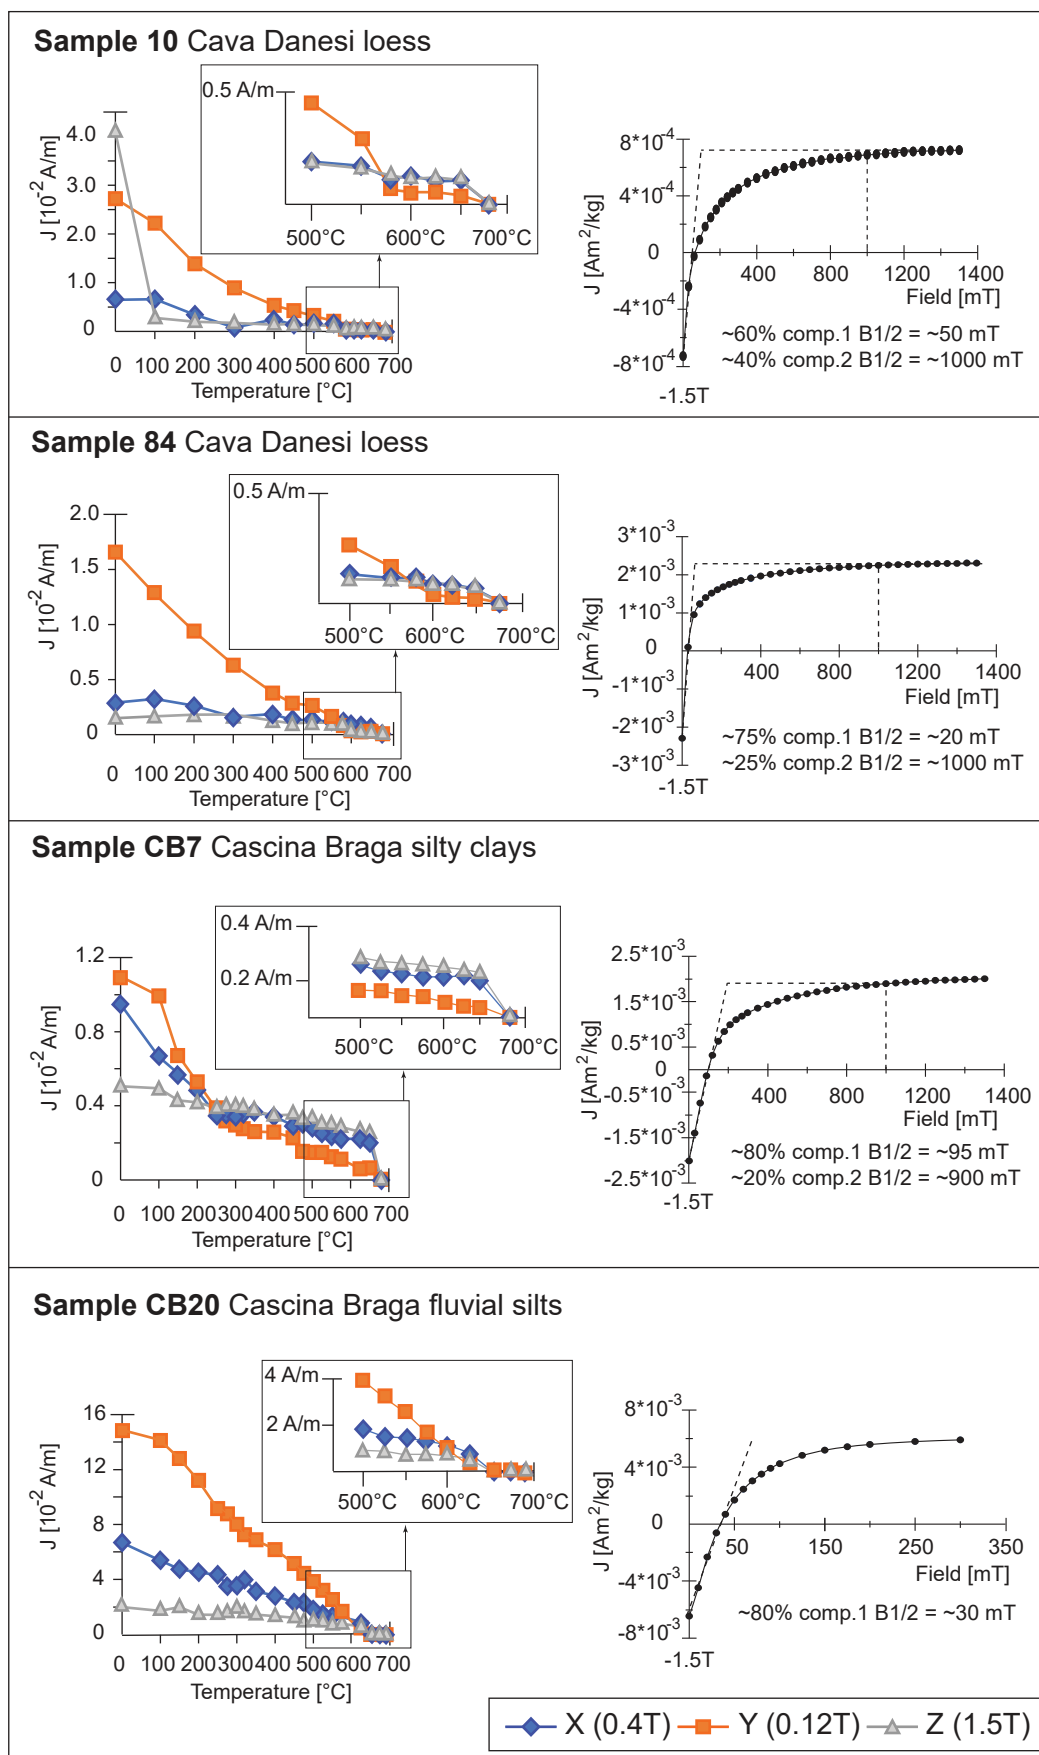 Sample 10 Cava Danesi loess
0.5 A/m
500°C 600°C 700°C
J [10-2 A/m]
4.0
3.0
2.0
1.0
0
0 100 200 300 400 500 600 700
Temperature [°C]
J [Am2/kg]
8*10-4
4*10-4
0
-4*10-4
-8*10-4
-1.5T
400 800 1200 1400
Field [mT]
~60% comp.1 B1/2 = ~50 mT
~40% comp.2 B1/2 = ~1000 mT
Sample 84 Cava Danesi loess
0.5 A/m
500°C 600°C 700°C
J [10-2 A/m]
2.0
1.5
1.0
0.5
0
0 100 200 300 400 500 600 700
Temperature [°C]
J [Am2/kg]
3*10-3
2*10-3
1*10-3
0
-1*10-3
-2*10-3
-3*10-3
-1.5T
400 800 1200 1400
Field [mT]
~75% comp.1 B1/2 = ~20 mT
~25% comp.2 B1/2 = ~1000 mT
Sample CB7 Cascina Braga silty clays
0.4 A/m
0.2 A/m
500°C 600°C 700°C
J [10-2 A/m]
1.2
0.8
0.4
0
0 100 200 300 400 500 600 700
Temperature [°C]
J [Am2/kg]
2.5*10-3
1.5*10-3
0.5*10-3
-0.5*10-3
-1.5*10-3
-2.5*10-3
-1.5T
400 800 1200 1400
Field [mT]
~80% comp.1 B1/2 = ~95 mT
~20% comp.2 B1/2 = ~900 mT
Sample CB20 Cascina Braga fluvial silts
4 A/m
2 A/m
500°C 600°C 700°C
J [10-2 A/m]
16
12
8
4
0
0 100 200 300 400 500 600 700
Temperature [°C]
J [Am2/kg]
8*10-3
4*10-3
0
-4*10-3
-8*10-3
-1.5T
50 150 250 350
Field [mT]
~80% comp.1 B1/2 = ~30 mT
X (0.4T) Y (0.12T) Z (1.5T)